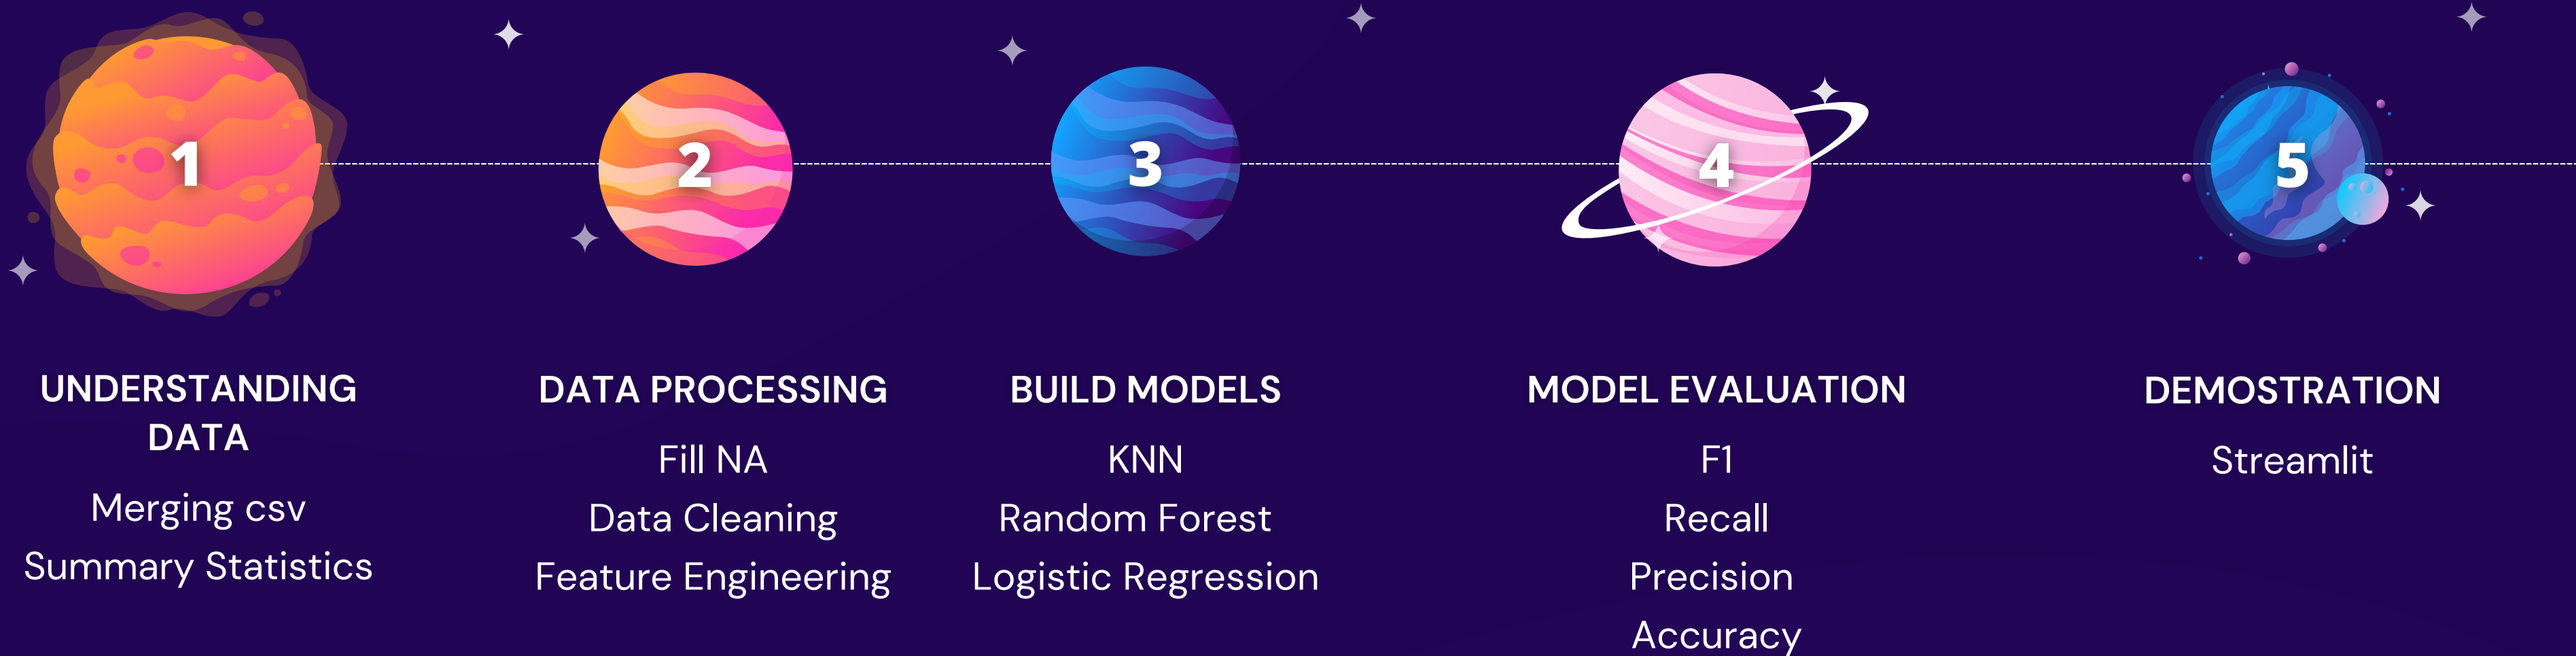 1
2
3
4
5
UNDERSTANDING
DATA
Merging csv
Summary Statistics
DATA PROCESSING
Fill NA
Data Cleaning
Feature Engineering
BUILD MODELS
KNN
Random Forest
Logistic Regression
MODEL EVALUATION
F1
Recall
Precision
Accuracy
DEMOSTRATION
Streamlit